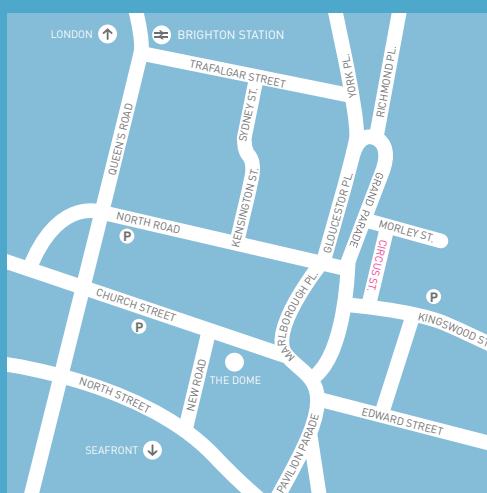 LONDON
BRIGHTON STATION
TRAFALGAR STREET
YORK PL.
RICHMOND PL.
SYDNEY ST.
QUEEN'S ROAD
KENSINGTON ST.
GLOUCESTOR PL.
GRAND PARADE
NORTH ROAD
MORLEY ST.
P
CIRCUS ST.
MARLBOROUGH PL.
P
CHURCH STREET
KINGSWOOD ST
P
THE DOME
NEW ROAD
NORTH STREET
EDWARD STREET
PAVILION PARADE
SEAFRONT